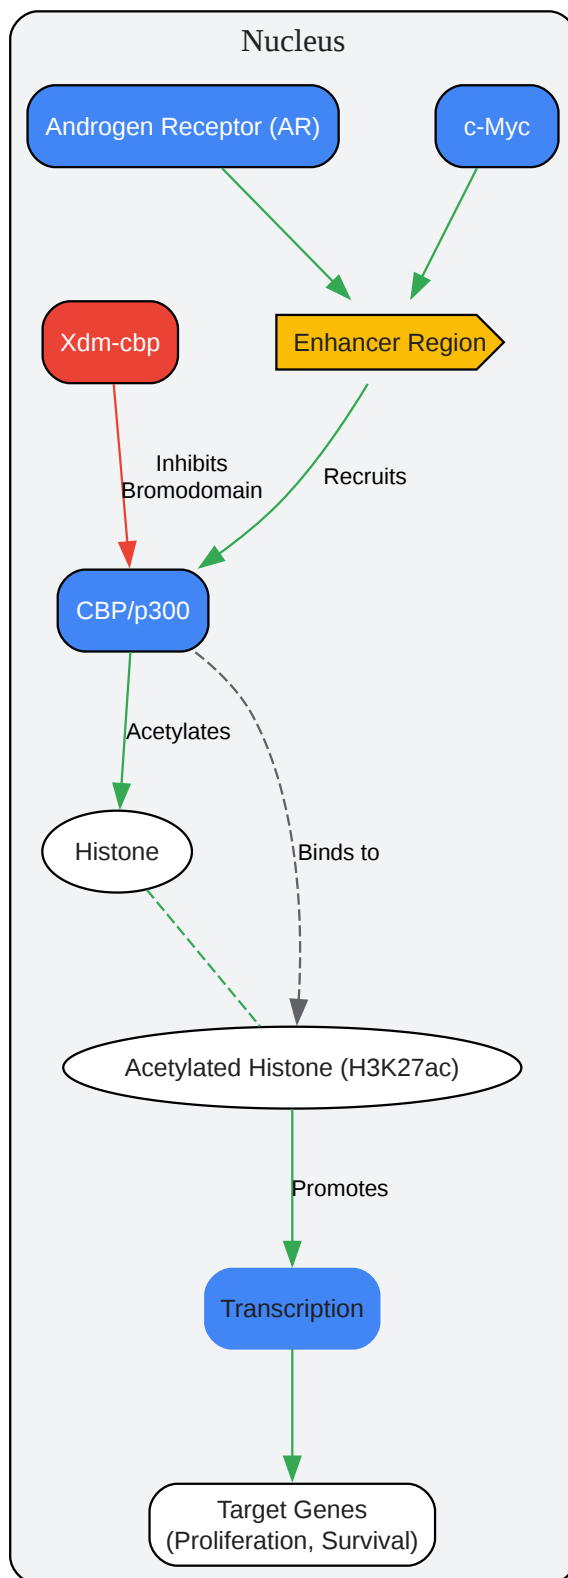 Nucleus
Androgen Receptor (AR)
c-Myc
Xdm-cbp
Enhancer Region
Inhibits
Bromodomain
Recruits
CBP/p300
Acetylates
Histone
Binds to
Acetylated Histone (H3K27ac)
Promotes
Transcription
Target Genes
(Proliferation, Survival)